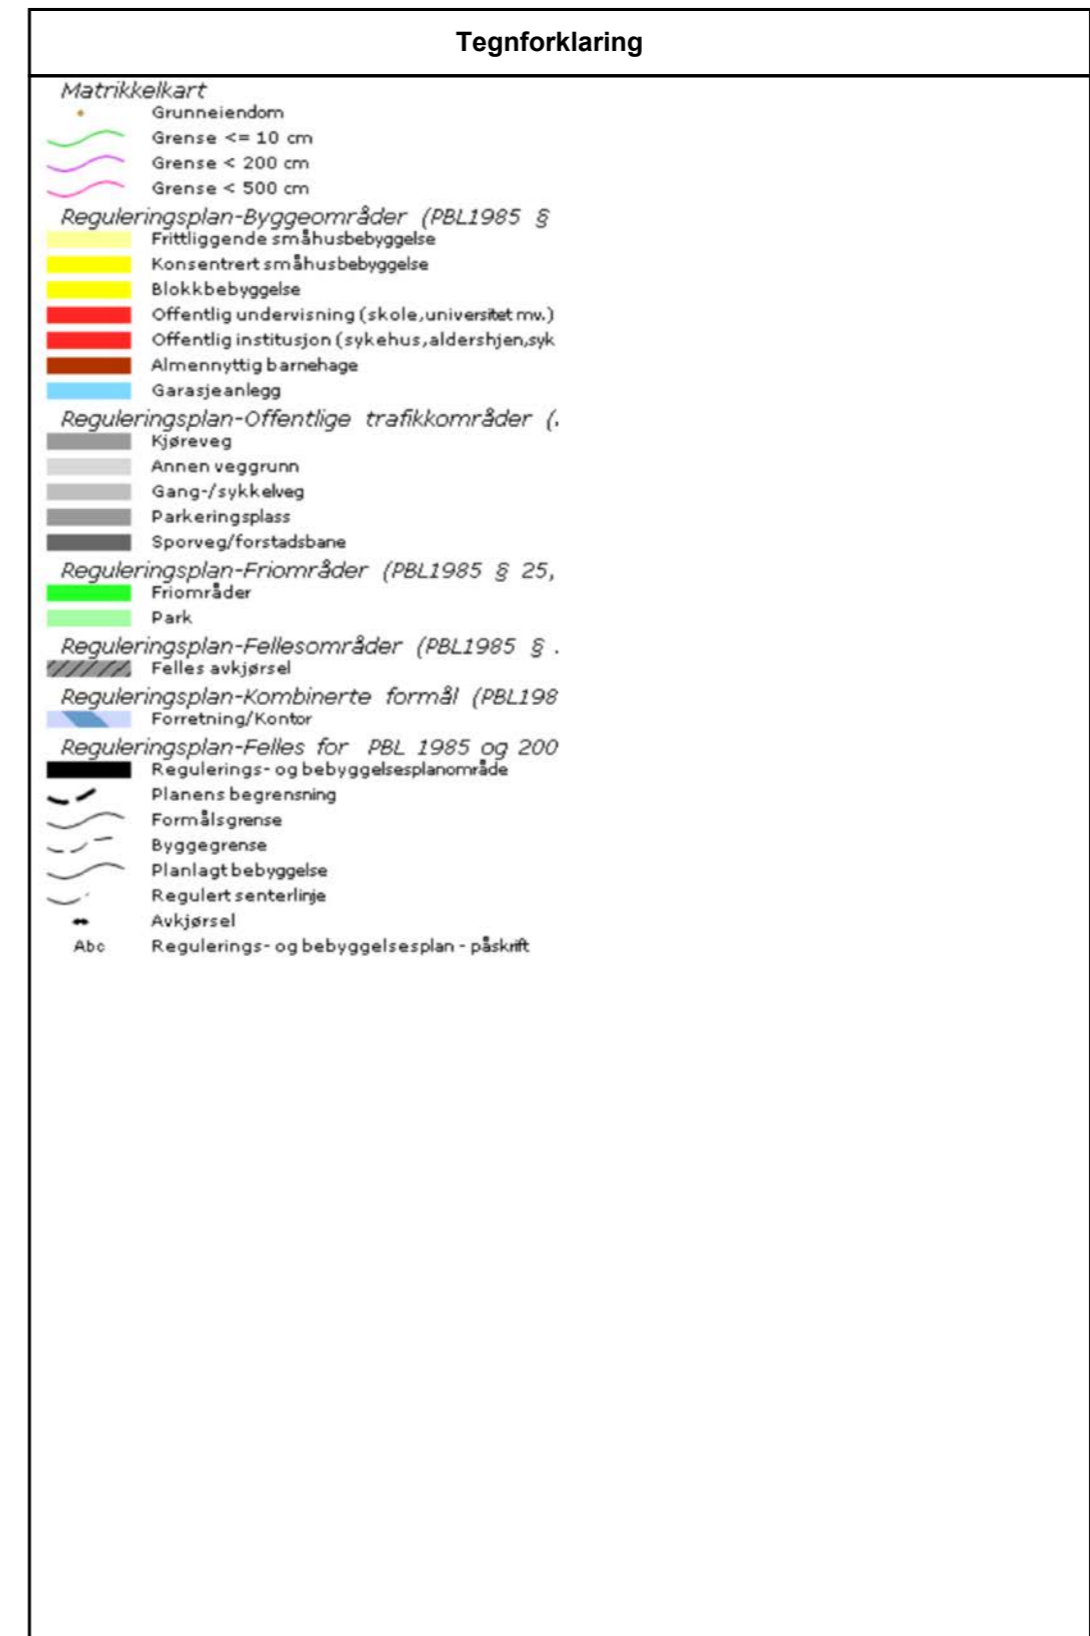 Tegnforklaring
Matrikkelkart
Grunneiendom
Grense <= 10 cm
Grense < 200 cm
Grense < 500 cm
Reguleringsplan-Byggeområder (PBL1985 §
Frittliggende småhusbebyggelse
Konsentrert småhusbebyggelse
Blokkbebyggelse
Offentlig undervisning (skole,universitet mv.)
Offentlig institusjon (sykehus,aldershjen,syk
Almennyttig barnehage
Garasjeanlegg
Reguleringsplan-Offentlige trafikkområder (.
Kjøreveg
Annen veggrunn
Gang-/sykkelveg
Parkeringsplass
Sporveg/forstadsbane
Reguleringsplan-Friområder (PBL1985 § 25,
Friområder
Park
Reguleringsplan-Fellesområder (PBL1985 § .
Felles avkjørsel
Reguleringsplan-Kombinerte formål (PBL198
Forretning/Kontor
Reguleringsplan-Felles for PBL 1985 og 200
Regulerings- og bebyggelsesplanområde
Planens begrensning
Formålsgrense
Byggegrense
Planlagt bebyggelse
Regulert senterlinje
Avkjørsel
Abc Regulerings- og bebyggelsesplan - påskrift